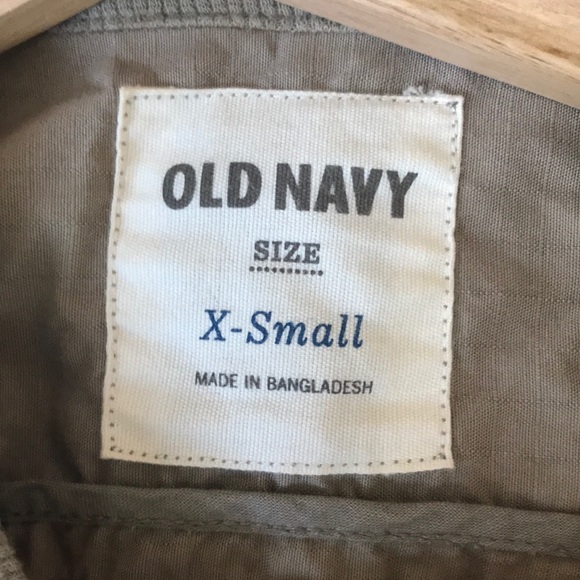 OLD NAVY
SIZE
X-Small
MADE IN BANGLADESH